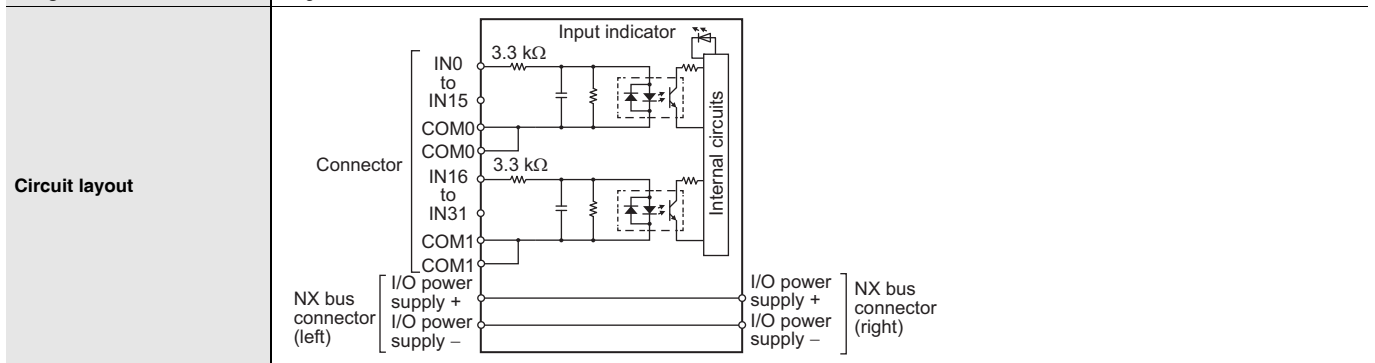 Circuit layout
Input indicator
3.3 kΩ
IN0
to
IN15
COM0
COM0
Connector
3.3 kΩ
IN16
to
IN31
COM1
COM1
Internal circuits
NX bus
connector
(left)
I/O power
supply +
I/O power
supply −
I/O power
supply +
I/O power
supply −
NX bus
connector
(right)